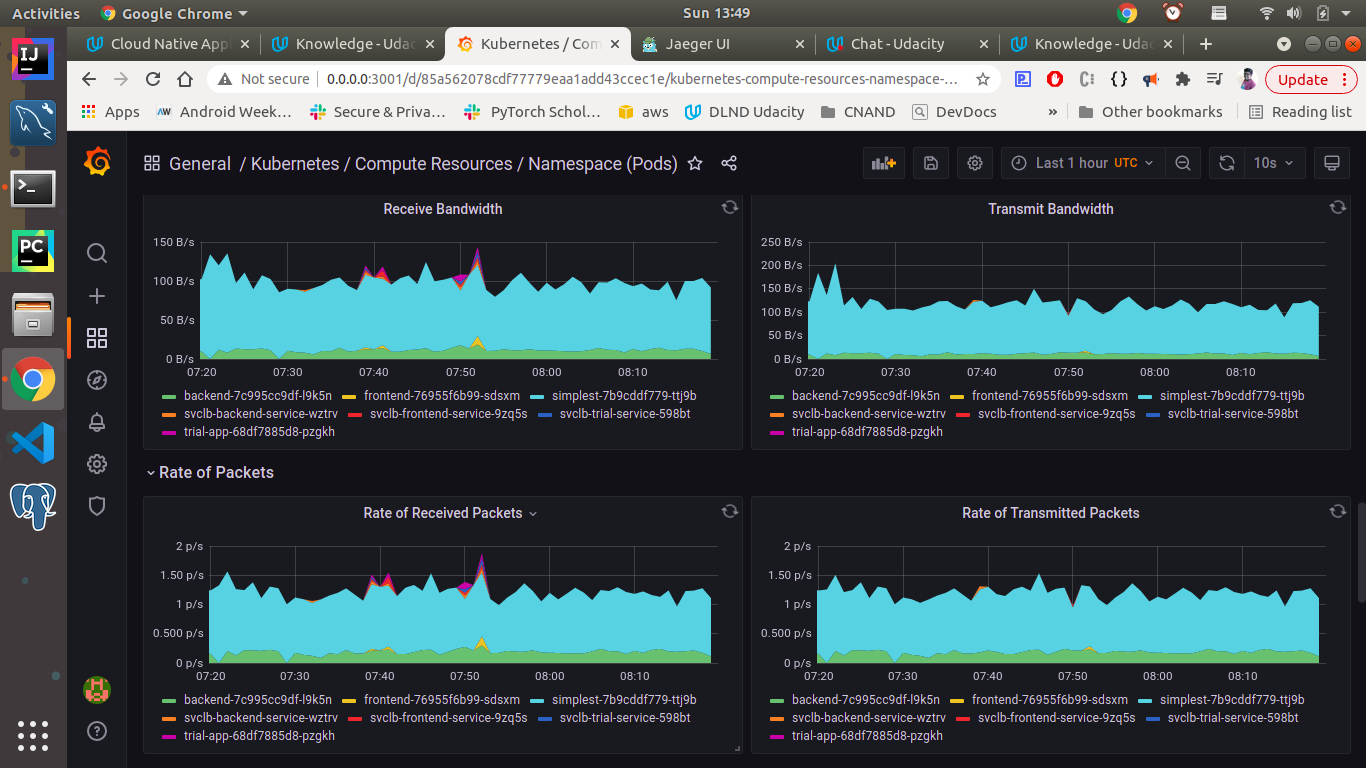 Activities Google Chrome Sun 13:49
Cloud Native App Knowledge - Udac Kubernetes / Com Jaeger UI Chat - Udacity Knowledge - Udac
Not secure 0.0.0.0:3001/d/85a562078cdf77779eaa1add43ccec1e/kubernetes-compute-resources-namespace-... Update
Apps Android Week... Secure & Priva... PyTorch Schol... aws DLND Udacity CNAND DevDocs » Other bookmarks Reading list
General / Kubernetes / Compute Resources / Namespace (Pods) Last 1 hour UTC 10s
Receive Bandwidth
150 B/s
100 B/s
50 B/s
0 B/s
07:20 07:30 07:40 07:50 08:00 08:10
backend-7c995cc9df-l9k5n frontend-76955f6b99-sdsxm simplest-7b9cddf779-ttj9b
svclb-backend-service-wztrv svclb-frontend-service-9zq5s svclb-trial-service-598bt
trial-app-68df7885d8-pzgkh
Transmit Bandwidth
250 B/s
200 B/s
150 B/s
100 B/s
50 B/s
0 B/s
07:20 07:30 07:40 07:50 08:00 08:10
backend-7c995cc9df-l9k5n frontend-76955f6b99-sdsxm simplest-7b9cddf779-ttj9b
svclb-backend-service-wztrv svclb-frontend-service-9zq5s svclb-trial-service-598bt
trial-app-68df7885d8-pzgkh
Rate of Packets
Rate of Received Packets
2 p/s
1.50 p/s
1 p/s
0.500 p/s
0 p/s
07:20 07:30 07:40 07:50 08:00 08:10
backend-7c995cc9df-l9k5n frontend-76955f6b99-sdsxm simplest-7b9cddf779-ttj9b
svclb-backend-service-wztrv svclb-frontend-service-9zq5s svclb-trial-service-598bt
trial-app-68df7885d8-pzgkh
Rate of Transmitted Packets
2 p/s
1.50 p/s
1 p/s
0.500 p/s
0 p/s
07:20 07:30 07:40 07:50 08:00 08:10
backend-7c995cc9df-l9k5n frontend-76955f6b99-sdsxm simplest-7b9cddf779-ttj9b
svclb-backend-service-wztrv svclb-frontend-service-9zq5s svclb-trial-service-598bt
trial-app-68df7885d8-pzgkh
IJ
PC